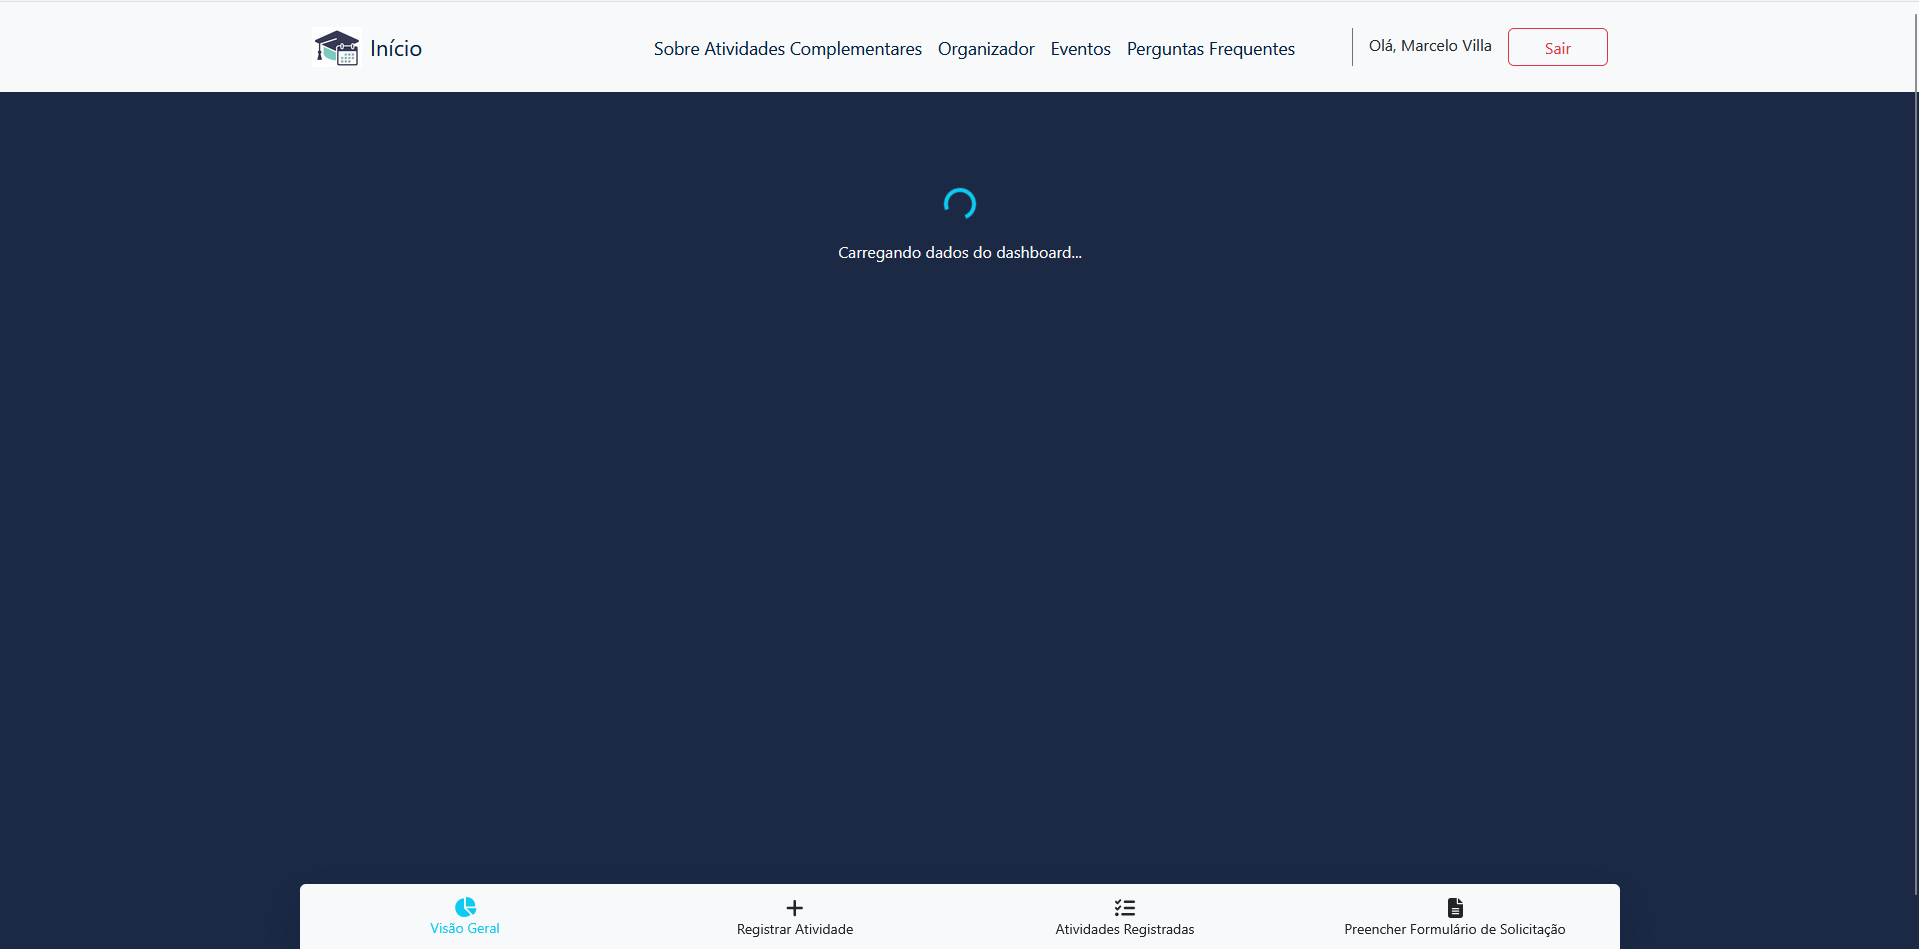 Início
Sobre Atividades Complementares
Organizador
Eventos
Perguntas Frequentes
Olá, Marcelo Villa
Sair
Carregando dados do dashboard...
Visão Geral
Registrar Atividade
Atividades Registradas
Preencher Formulário de Solicitação